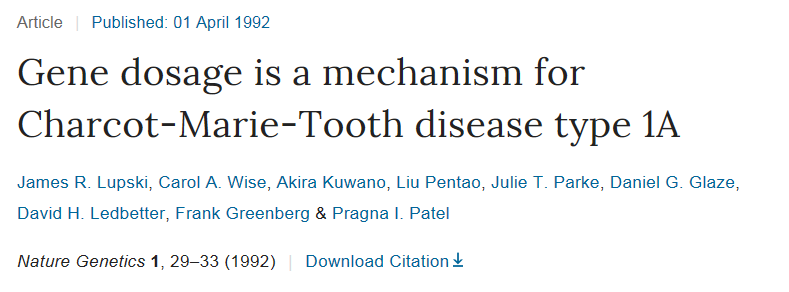 Article | Published: 01 April 1992
Gene dosage is a mechanism for
Charcot-Marie-Tooth disease type 1A
James R. Lupski, Carol A. Wise, Akira Kuwano, Liu Pentao, Julie T. Parke, Daniel G. Glaze,
David H. Ledbetter, Frank Greenberg & Pragna I. Patel
Nature Genetics 1, 29–33 (1992) | Download Citation